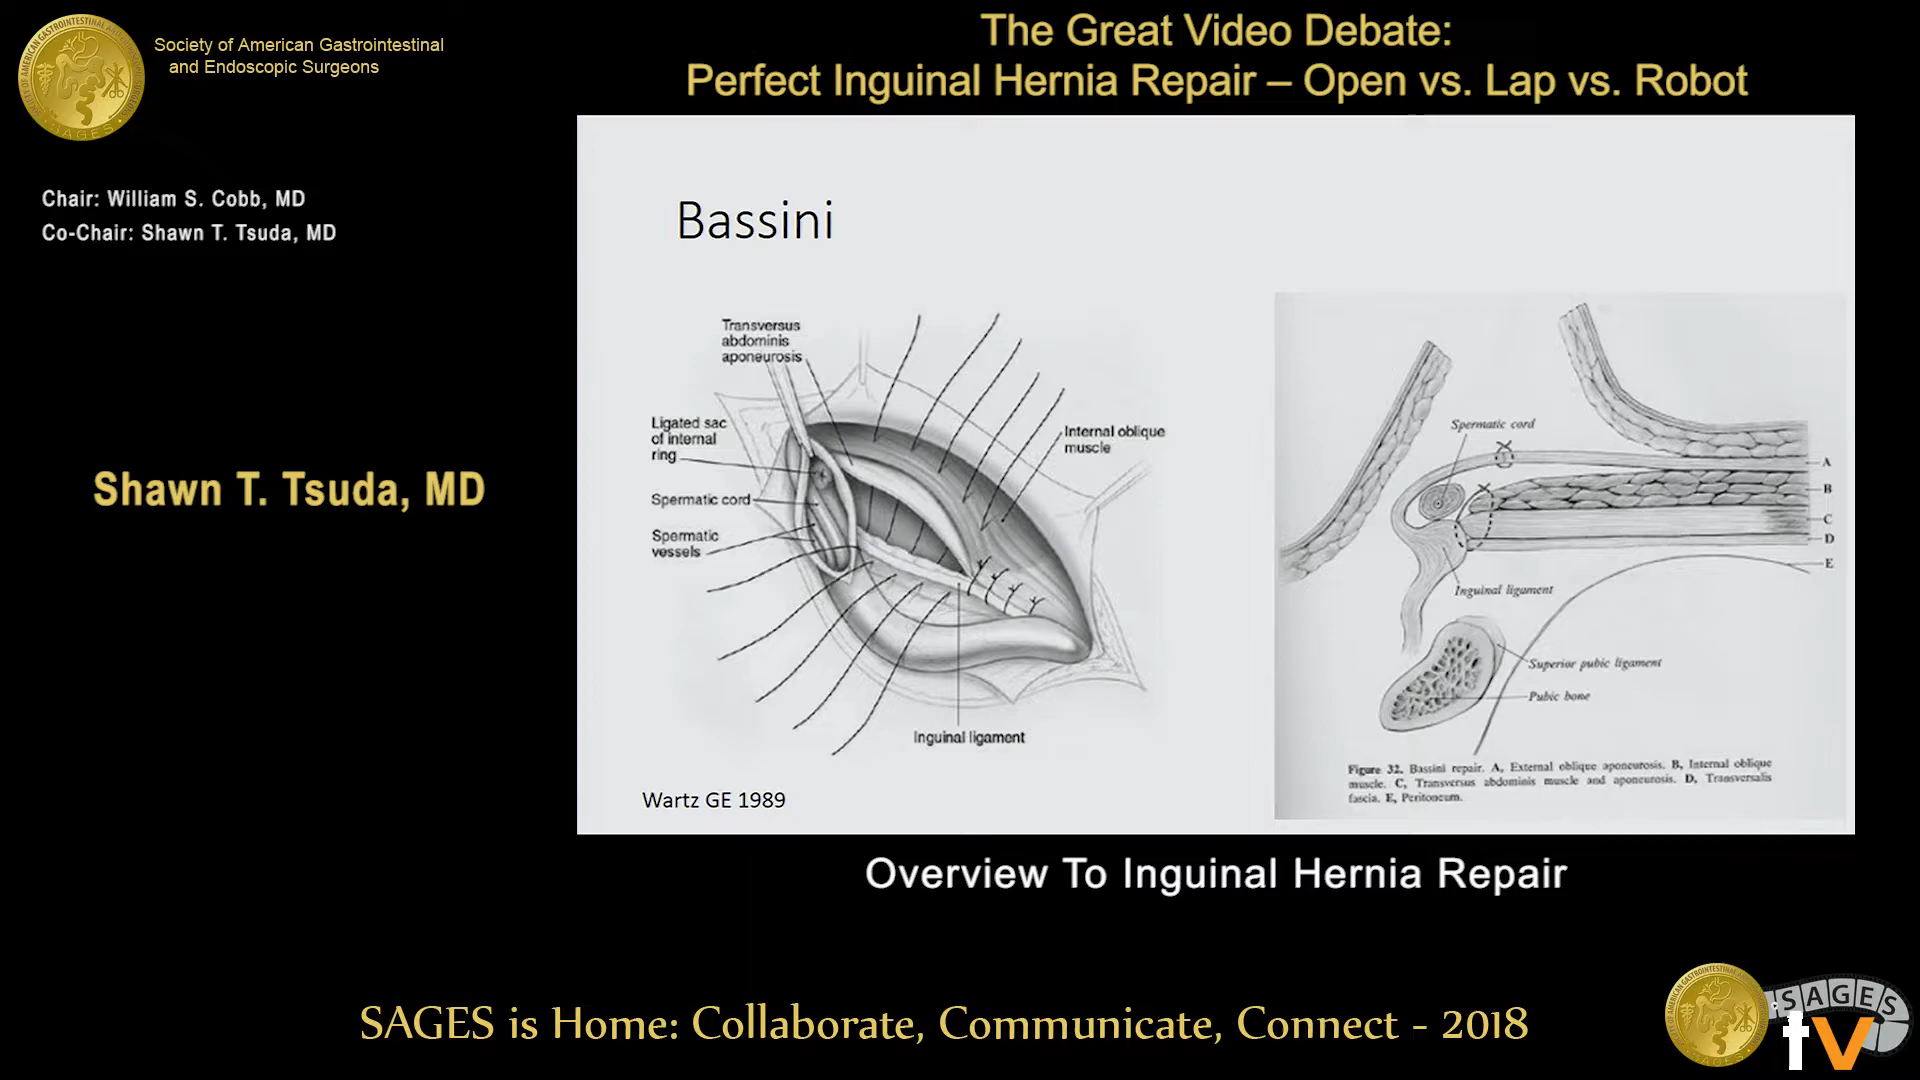 Society of American Gastrointestinal
and Endoscopic Surgeons
The Great Video Debate:
Perfect Inguinal Hernia Repair – Open vs. Lap vs. Robot
Chair: William S. Cobb, MD
Co-Chair: Shawn T. Tsuda, MD
Shawn T. Tsuda, MD
Bassini
Transversus
abdominis
aponeurosis
Ligated sac
of internal
ring
Spermatic cord
Spermatic
vessels
Internal oblique
muscle
Inguinal ligament
Wartz GE 1989
Spermatic cord
A
B
C
D
E
Inguinal ligament
Superior pubic ligament
Pubic bone
Figure 32. Bassini repair. A, External oblique aponeurosis. B, Internal oblique
muscle. C, Transversus abdominis muscle and aponeurosis. D, Transversalis
fascia. E, Peritoneum.
Overview To Inguinal Hernia Repair
SAGES is Home: Collaborate, Communicate, Connect - 2018
SAGES
tv